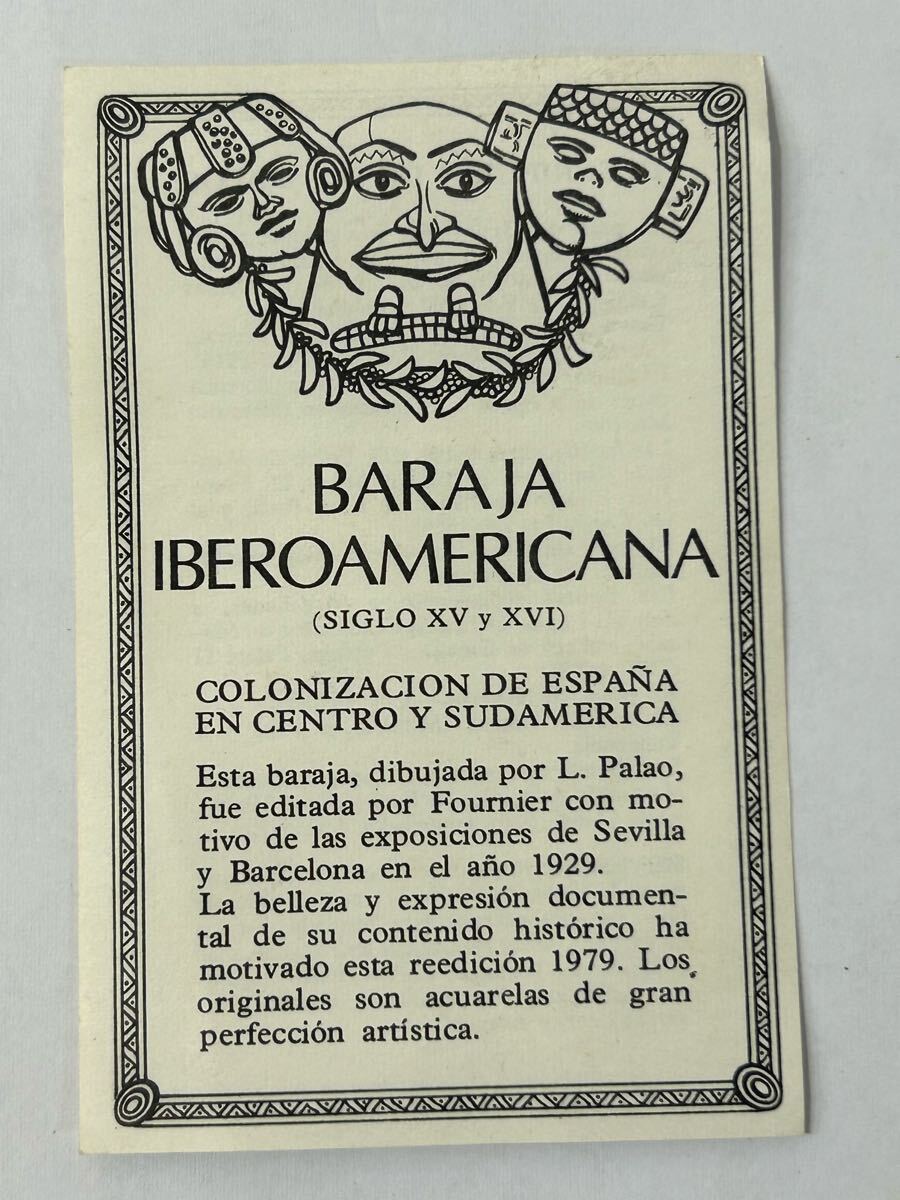 BARAJA
IBEROAMERICANA
(SIGLO XV y XVI)
COLONIZACION DE ESPAÑA
EN CENTRO Y SUDAMERICA
Esta baraja, dibujada por L. Palao,
fue editada por Fournier con mo-
tivo de las exposiciones de Sevilla
y Barcelona en el año 1929.
La belleza y expresión documen-
tal de su contenido histórico ha
motivado esta reedición 1979. Los
originales son acuarelas de gran
perfección artística.